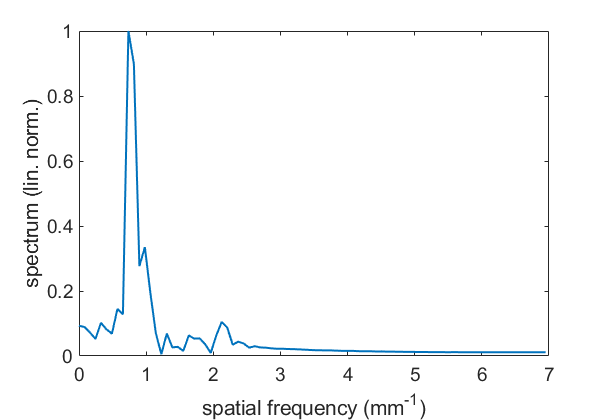 1
0.8
0.6
0.4
0.2
0
0 1 2 3 4 5 6 7
spectrum (lin. norm.)
spatial frequency (mm⁻¹)